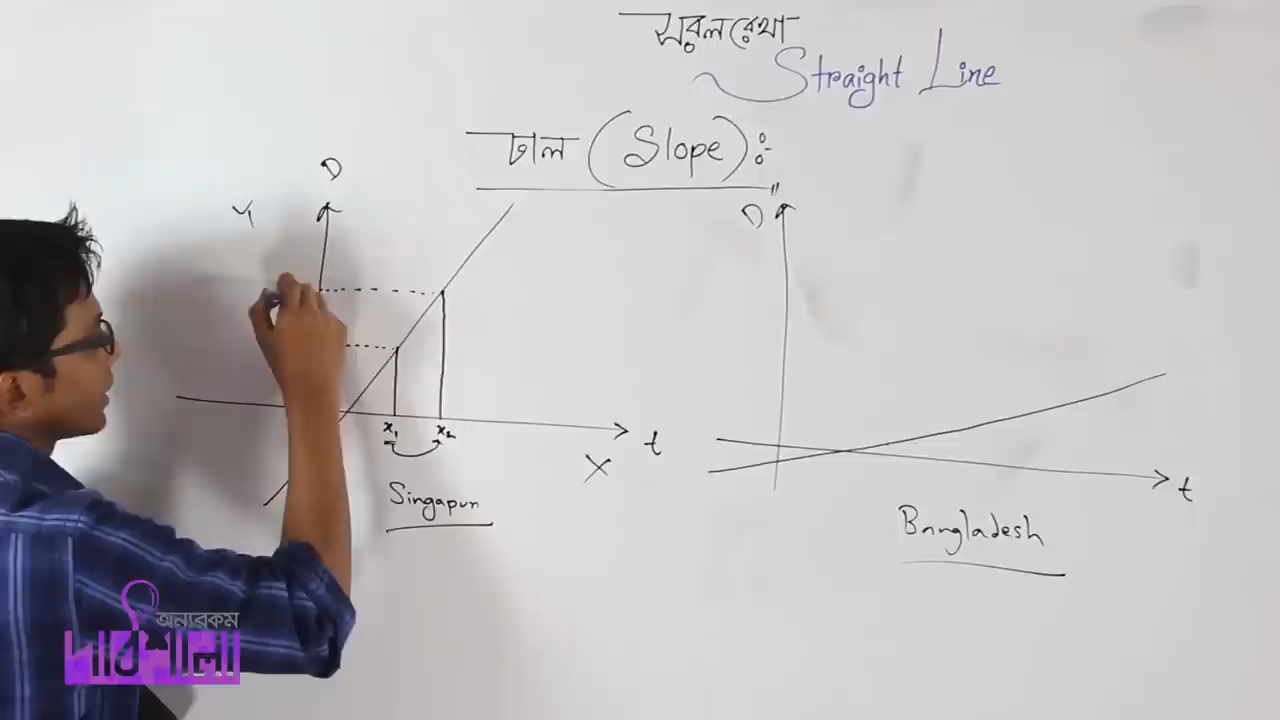 সরলরেখা
Straight Line
ঢাল (Slope):-
D
Y
D
x₁ x₂
t
X
t
Singapur
Bangladesh
অন্যরকম
পাঠশালা